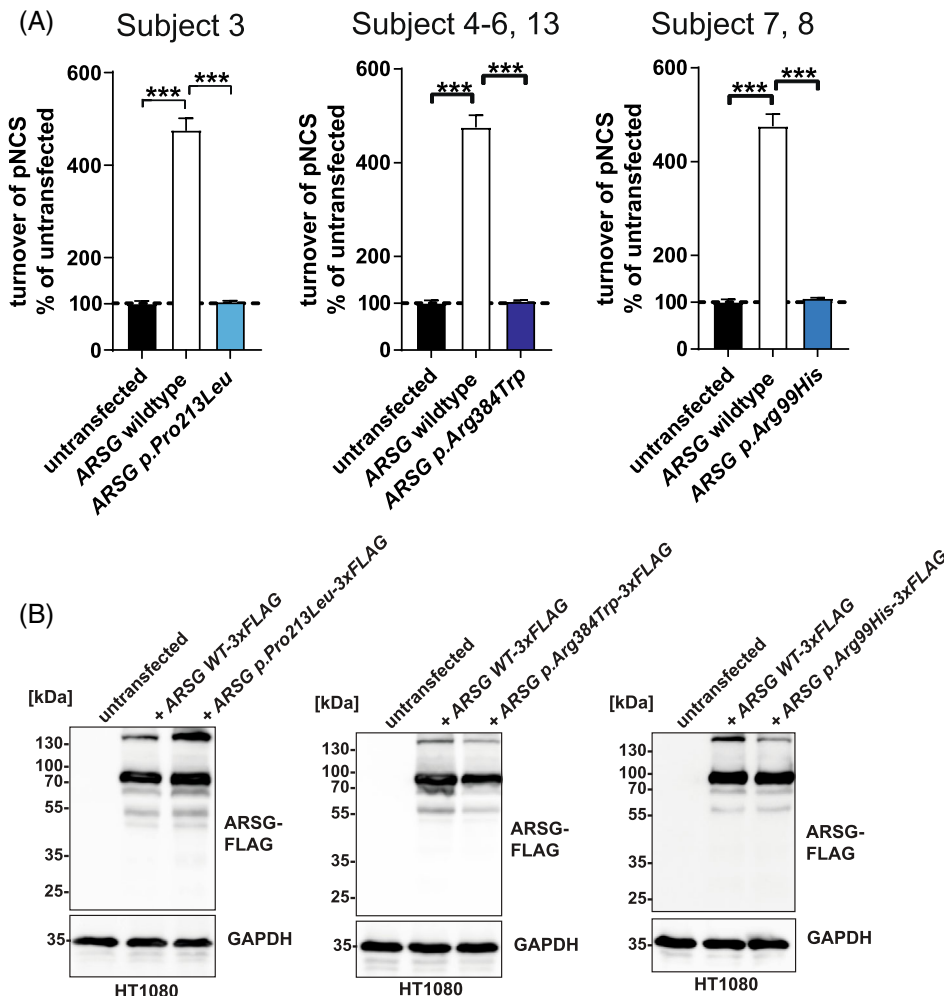 (A)
Subject 3
Subject 4-6, 13
Subject 7, 8
turnover of pNCS
% of untransfected
600
400
200
100
0
***
***
untransfected
ARSG wildtype
ARSG p.Pro213Leu
turnover of pNCS
% of untransfected
600
400
200
100
0
***
***
untransfected
ARSG wildtype
ARSG p.Arg384Trp
turnover of pNCS
% of untransfected
600
400
200
100
0
***
***
untransfected
ARSG wildtype
ARSG p.Arg99His
(B)
[kDa]
untransfected
+ ARSG WT-3xFLAG
+ ARSG p.Pro213Leu-3xFLAG
130-
100-
70-
55-
35-
25-
ARSG-
FLAG
35-
GAPDH
HT1080
[kDa]
untransfected
+ ARSG WT-3xFLAG
+ ARSG p.Arg384Trp-3xFLAG
130-
100-
70-
55-
35-
25-
ARSG-
FLAG
35-
GAPDH
HT1080
[kDa]
untransfected
+ ARSG WT-3xFLAG
+ ARSG p.Arg99His-3xFLAG
130-
100-
70-
55-
35-
25-
ARSG-
FLAG
35-
GAPDH
HT1080